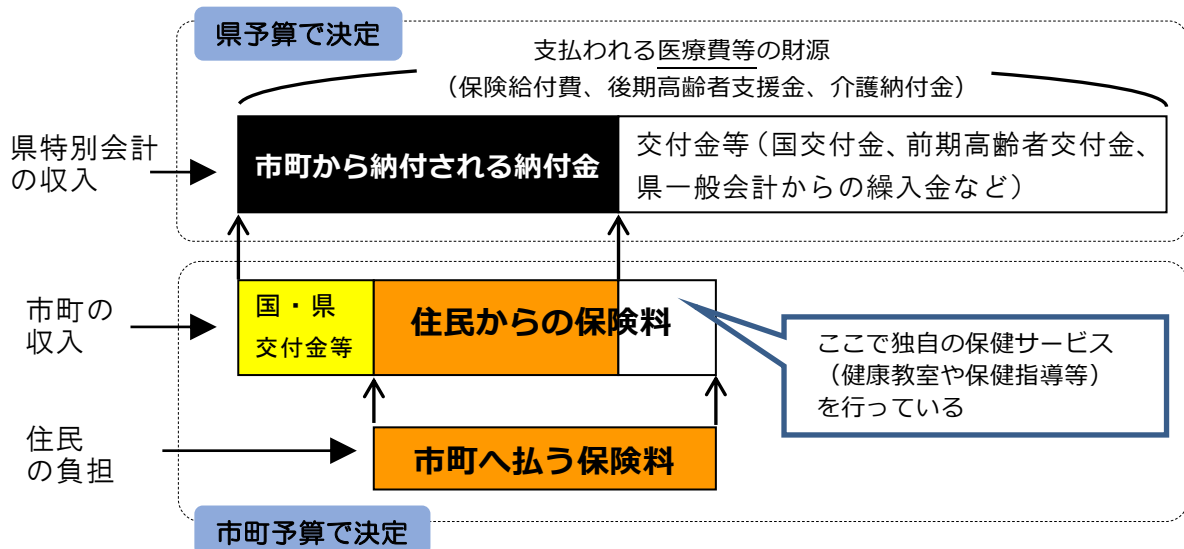 県予算で決定
支払われる医療費等の財源
（保険給付費、後期高齢者支援金、介護納付金）
県特別会計
の収入
市町から納付される納付金
交付金等（国交付金、前期高齢者交付金、
県一般会計からの繰入金など）
市町の
収入
国・県
交付金等
住民からの保険料
ここで独自の保健サービス
（健康教室や保健指導等）
を行っている
住民
の負担
市町へ払う保険料
市町予算で決定